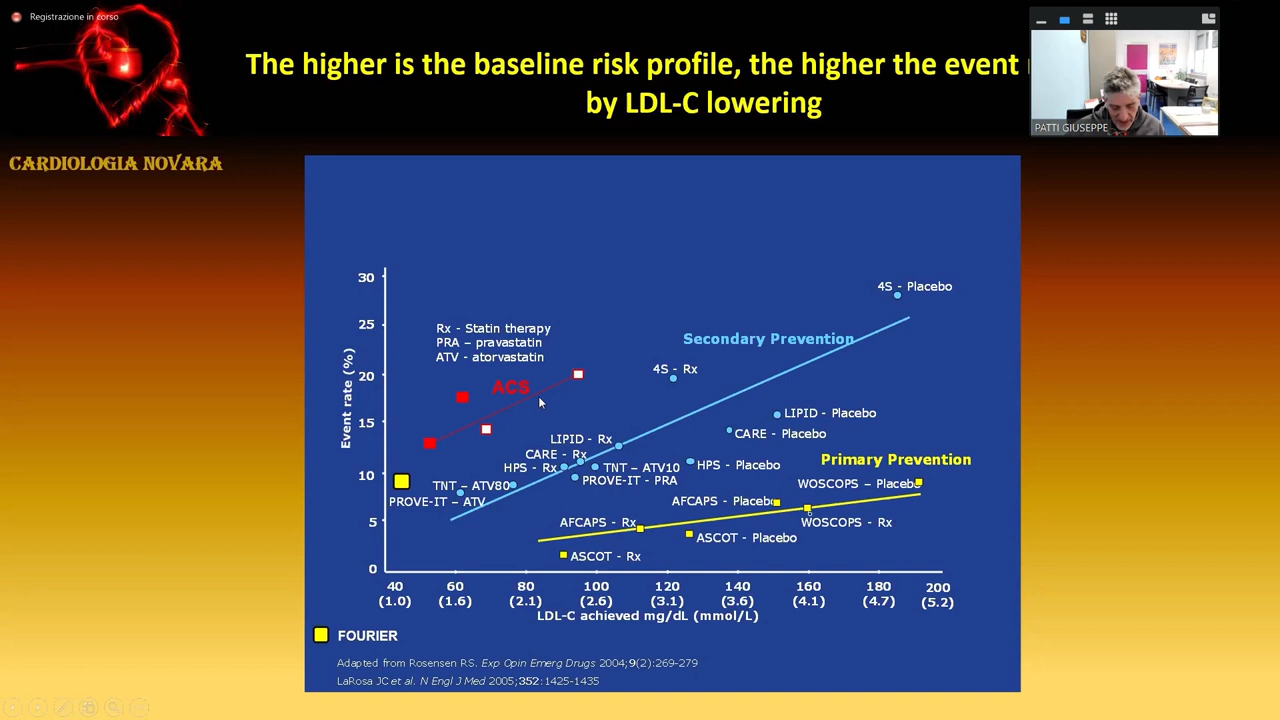 Registrazione in corso
The higher is the baseline risk profile, the higher the event
by LDL-C lowering
PATTI GIUSEPPE
CARDIOLOGIA NOVARA
30
25
20
15
10
5
0
Event rate (%)
Rx - Statin therapy
PRA – pravastatin
ATV - atorvastatin
ACS
Secondary Prevention
Primary Prevention
4S - Placebo
4S - Rx
LIPID - Placebo
CARE - Placebo
LIPID - Rx
CARE - Rx
HPS - Rx
TNT – ATV10
HPS - Placebo
PROVE-IT - PRA
TNT – ATV80
PROVE-IT – ATV
WOSCOPS – Placebo
AFCAPS - Placebo
AFCAPS - Rx
WOSCOPS - Rx
ASCOT - Placebo
ASCOT - Rx
40 60 80 100 120 140 160 180 200
(1.0) (1.6) (2.1) (2.6) (3.1) (3.6) (4.1) (4.7) (5.2)
LDL-C achieved mg/dL (mmol/L)
FOURIER
Adapted from Rosensen RS. Exp Opin Emerg Drugs 2004;9(2):269-279
LaRosa JC et al. N Engl J Med 2005;352:1425-1435